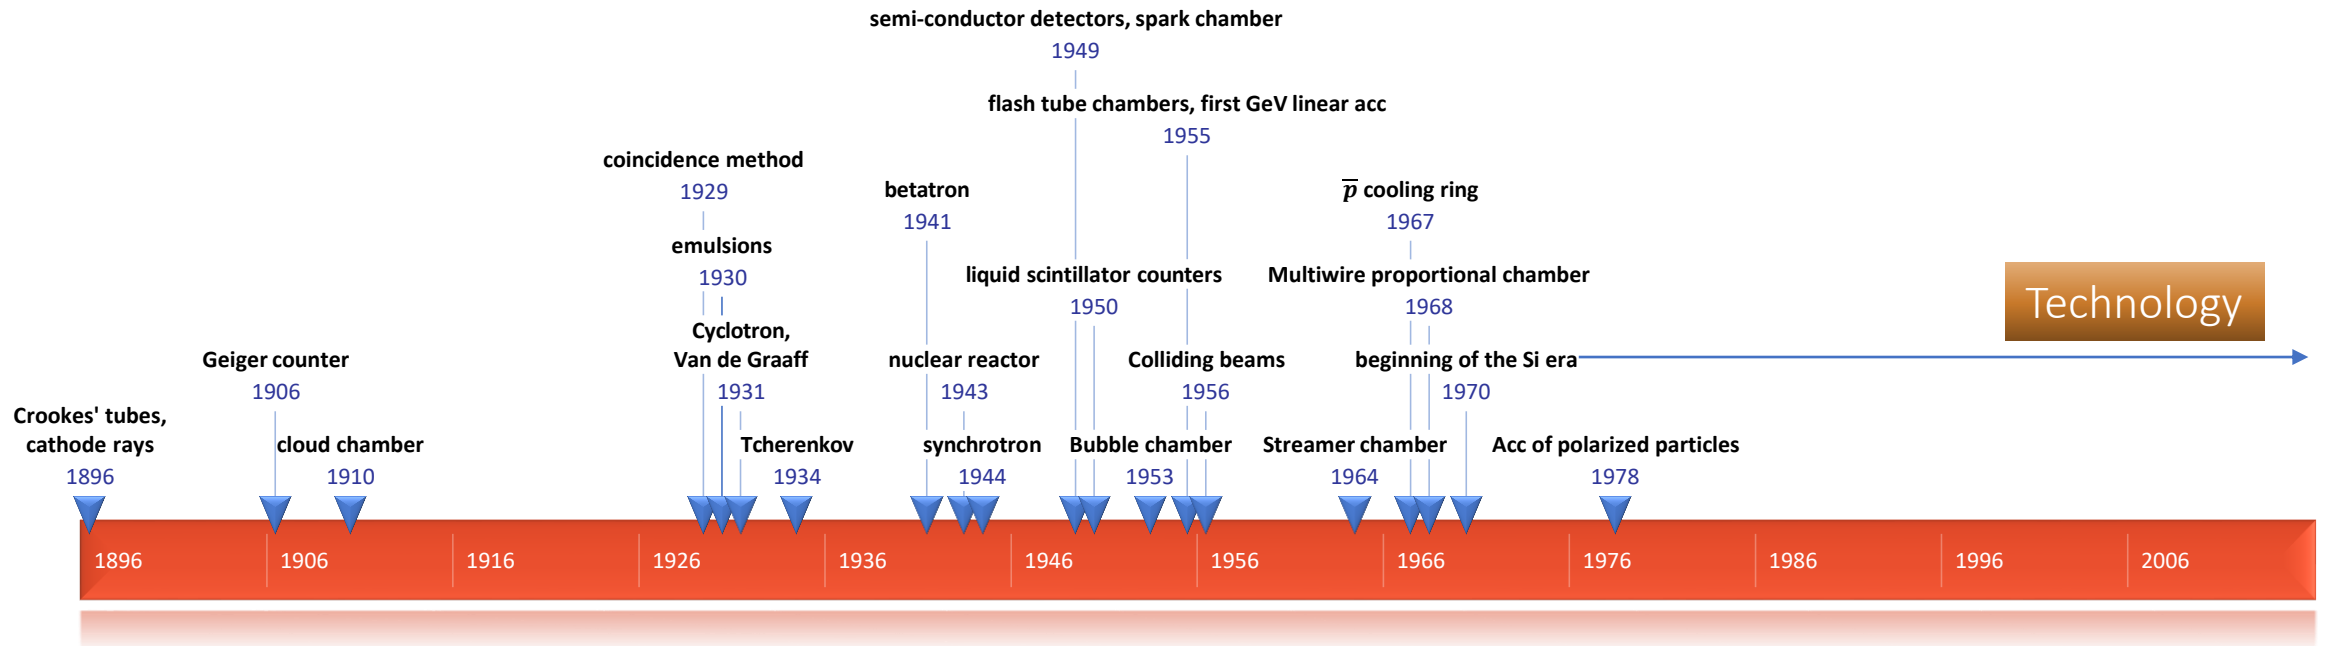 semi-conductor detectors, spark chamber
1949
flash tube chambers, first GeV linear acc
1955
coincidence method
1929
betatron
1941
p̅ cooling ring
1967
emulsions
1930
liquid scintillator counters
1950
Multiwire proportional chamber
1968
Technology
Cyclotron,
Van de Graaff
1931
Geiger counter
1906
nuclear reactor
1943
Colliding beams
1956
beginning of the Si era
1970
Crookes' tubes,
cathode rays
1896
cloud chamber
1910
Tcherenkov
1934
synchrotron
1944
Bubble chamber
1953
Streamer chamber
1964
Acc of polarized particles
1978
1896 1906 1916 1926 1936 1946 1956 1966 1976 1986 1996 2006